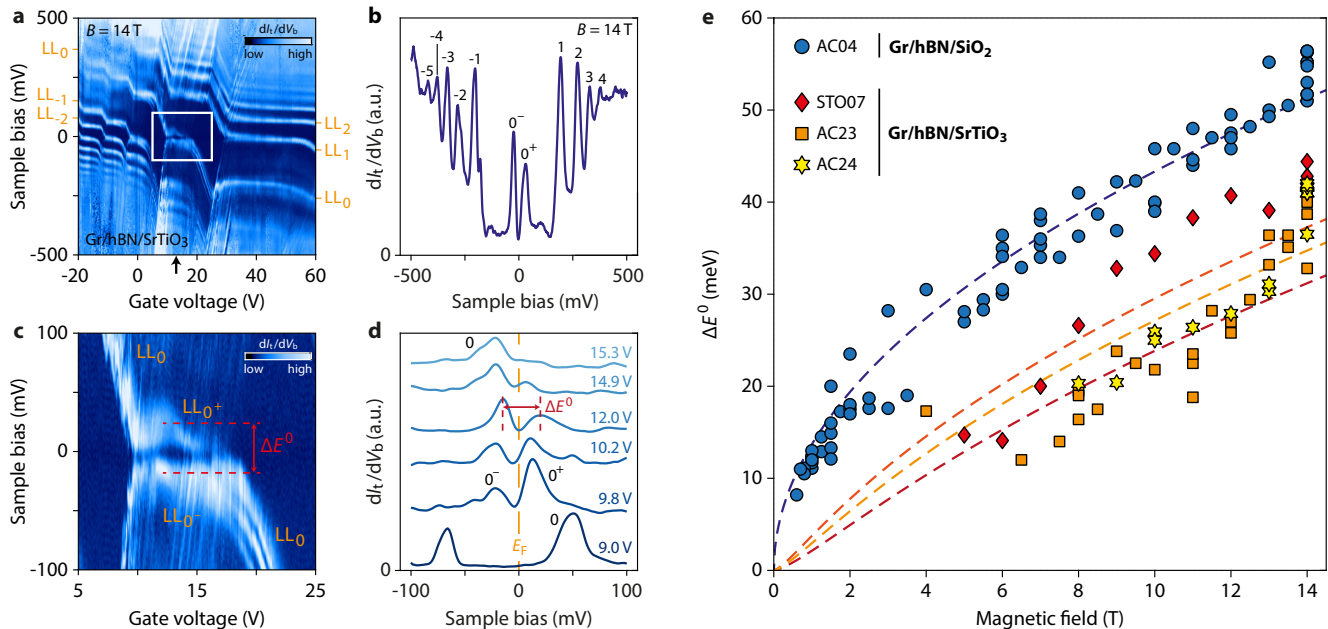 a
B = 14 T
dIt/dVb
low high
LL0
LL-1
LL-2
LL2
LL1
LL0
Gr/hBN/SrTiO3
500
0
-500
Sample bias (mV)
-20 0 20 40 60
Gate voltage (V)
b
B = 14 T
-5
-4
-3
-2
-1
0-
0+
1
2
3
4
dIt/dVb (a.u.)
0
-500 0 500
Sample bias (mV)
c
LL0
dIt/dVb
low high
LL0+
ΔE0
LL0-
LL0
100
50
0
-50
-100
Sample bias (mV)
5 15 25
Gate voltage (V)
d
0
15.3 V
14.9 V
ΔE0
12.0 V
10.2 V
0-
0+
9.8 V
0
EF
9.0 V
dIt/dVb (a.u.)
0
-100 0 100
Sample bias (mV)
e
AC04
Gr/hBN/SiO2
STO07
AC23
Gr/hBN/SrTiO3
AC24
60
50
40
30
20
10
0
ΔE0 (meV)
0 2 4 6 8 10 12 14
Magnetic field (T)